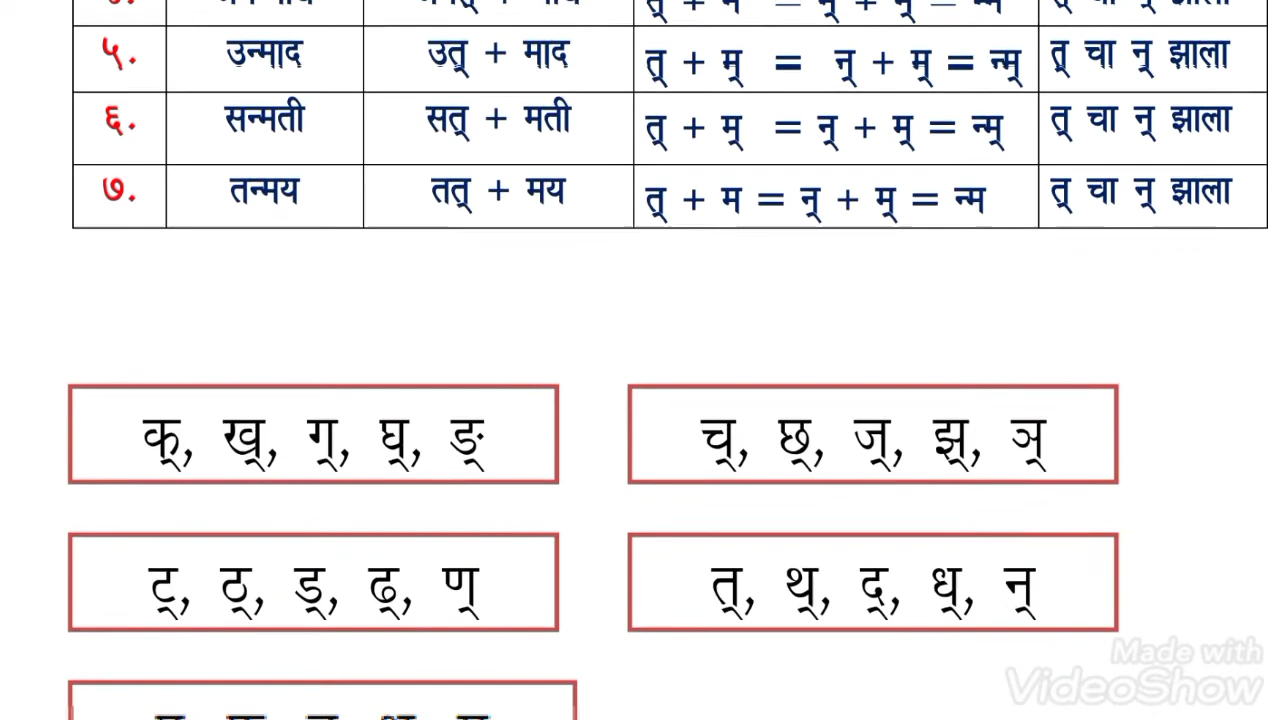 ५. उन्माद उत् + माद त् + म् = न् + म् = न्म् त् चा न् झाला
६. सन्मती सत् + मती त् + म् = न् + म् = न्म् त् चा न् झाला
७. तन्मय तत् + मय त् + म = न् + म् = न्म त् चा न् झाला
क्, ख्, ग्, घ्, ङ् च्, छ्, ज्, झ्, ञ्
ट्, ठ्, ड्, ढ्, ण् त्, थ्, द्, ध्, न्
Made with
VideoShow